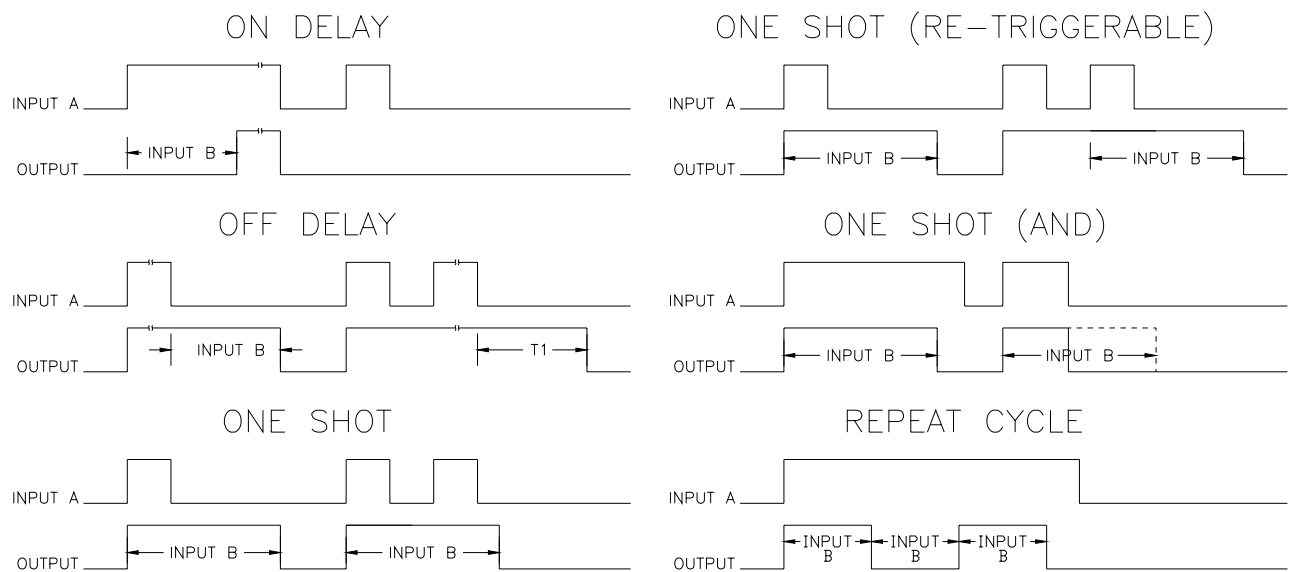 ON DELAY
INPUT A
INPUT B
OUTPUT
OFF DELAY
INPUT A
INPUT B
T1
OUTPUT
ONE SHOT
INPUT A
INPUT B
INPUT B
OUTPUT
ONE SHOT (RE-TRIGGERABLE)
INPUT A
INPUT B
INPUT B
OUTPUT
ONE SHOT (AND)
INPUT A
INPUT B
INPUT B
OUTPUT
REPEAT CYCLE
INPUT A
INPUT
B
INPUT
B
INPUT
B
OUTPUT